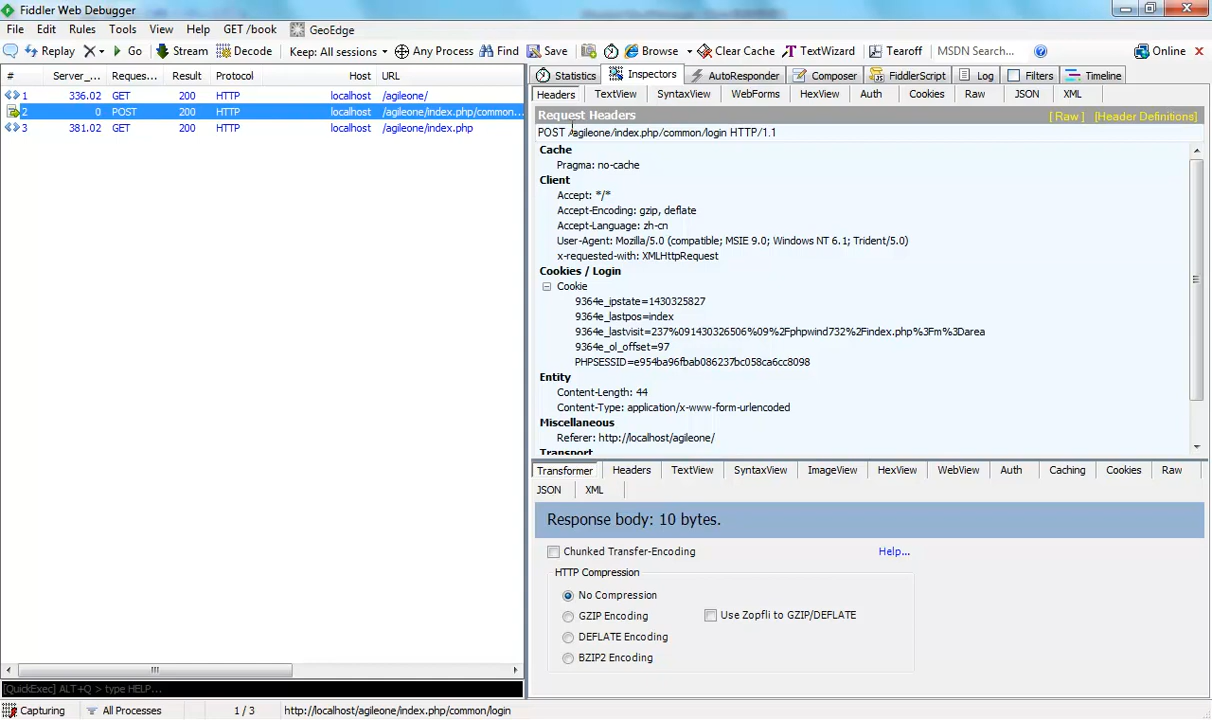 Fiddler Web Debugger
File Edit Rules Tools View Help GET /book GeoEdge
Replay Go Stream Decode Keep: All sessions Any Process Find Save Browse Clear Cache TextWizard Tearoff MSDN Search... Online
# Server_... Reques... Result Protocol Host URL
1 336.02 GET 200 HTTP localhost /agileone/
2 0 POST 200 HTTP localhost /agileone/index.php/common...
3 381.02 GET 200 HTTP localhost /agileone/index.php
[QuickExec] ALT+Q > type HELP...
Statistics Inspectors AutoResponder Composer FiddlerScript Log Filters Timeline
Headers TextView SyntaxView WebForms HexView Auth Cookies Raw JSON XML
Request Headers [ Raw ] [Header Definitions]
POST /agileone/index.php/common/login HTTP/1.1
Cache
Pragma: no-cache
Client
Accept: */*
Accept-Encoding: gzip, deflate
Accept-Language: zh-cn
User-Agent: Mozilla/5.0 (compatible; MSIE 9.0; Windows NT 6.1; Trident/5.0)
x-requested-with: XMLHttpRequest
Cookies / Login
Cookie
9364e_ipstate=1430325827
9364e_lastpos=index
9364e_lastvisit=237%091430326506%09%2Fphpwind732%2Findex.php%3Fm%3Darea
9364e_ol_offset=97
PHPSESSID=e954ba96fbab086237bc058ca6cc8098
Entity
Content-Length: 44
Content-Type: application/x-www-form-urlencoded
Miscellaneous
Referer: http://localhost/agileone/
Transport
Transformer Headers TextView SyntaxView ImageView HexView WebView Auth Caching Cookies Raw
JSON XML
Response body: 10 bytes.
Chunked Transfer-Encoding Help...
HTTP Compression
No Compression
GZIP Encoding Use Zopfli to GZIP/DEFLATE
DEFLATE Encoding
BZIP2 Encoding
Capturing All Processes 1 / 3 http://localhost/agileone/index.php/common/login